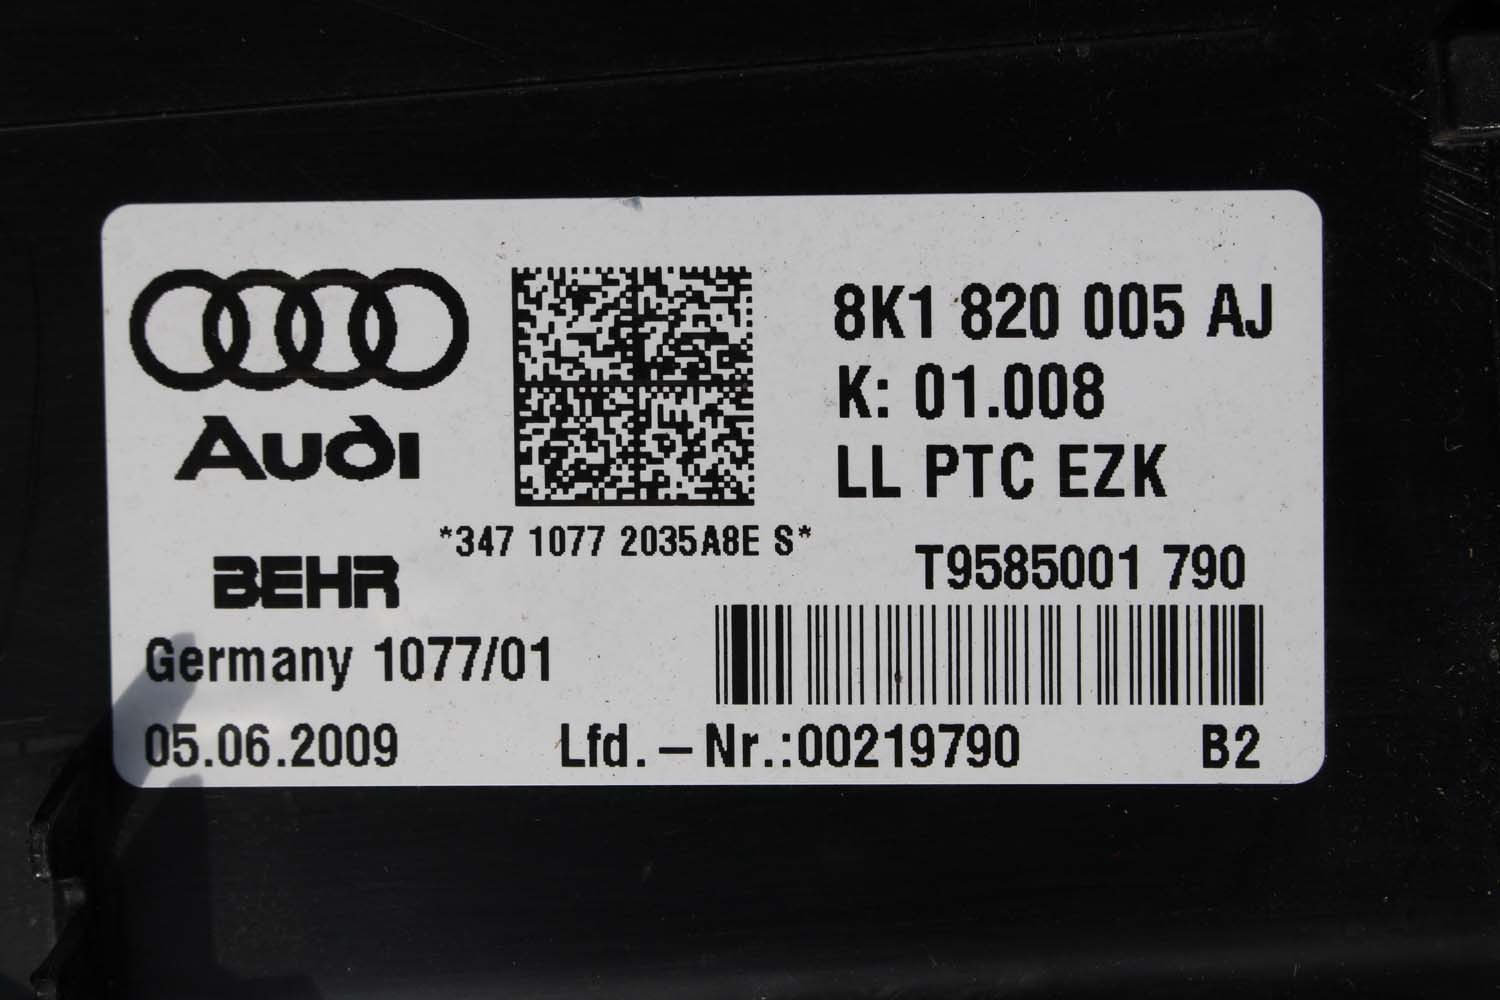 Audi
8K1 820 005 AJ
K: 01.008
LL PTC EZK
*347 1077 2035A8E S*
T9585001 790
BEHR
Germany 1077/01
05.06.2009 Lfd. – Nr.:00219790 B2